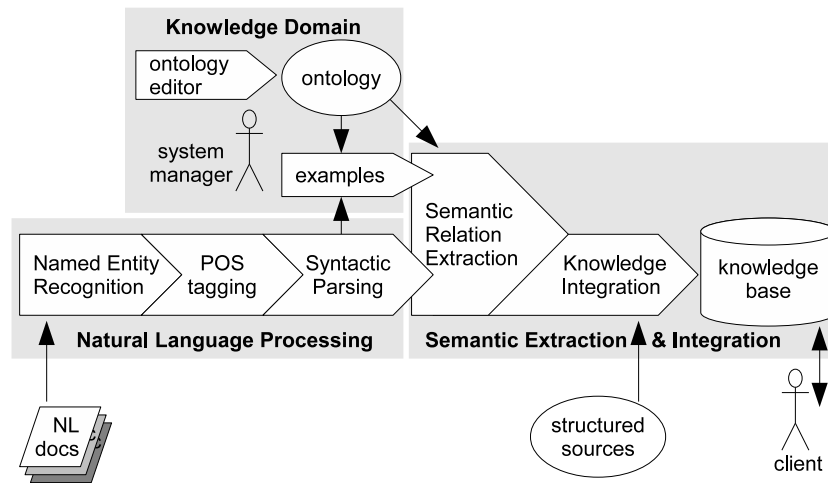 Knowledge Domain
ontology
editor
ontology
system
manager
examples
Named Entity
Recognition
POS
tagging
Syntactic
Parsing
Semantic
Relation
Extraction
Knowledge
Integration
knowledge
base
Natural Language Processing
Semantic Extraction & Integration
NL
docs
structured
sources
client